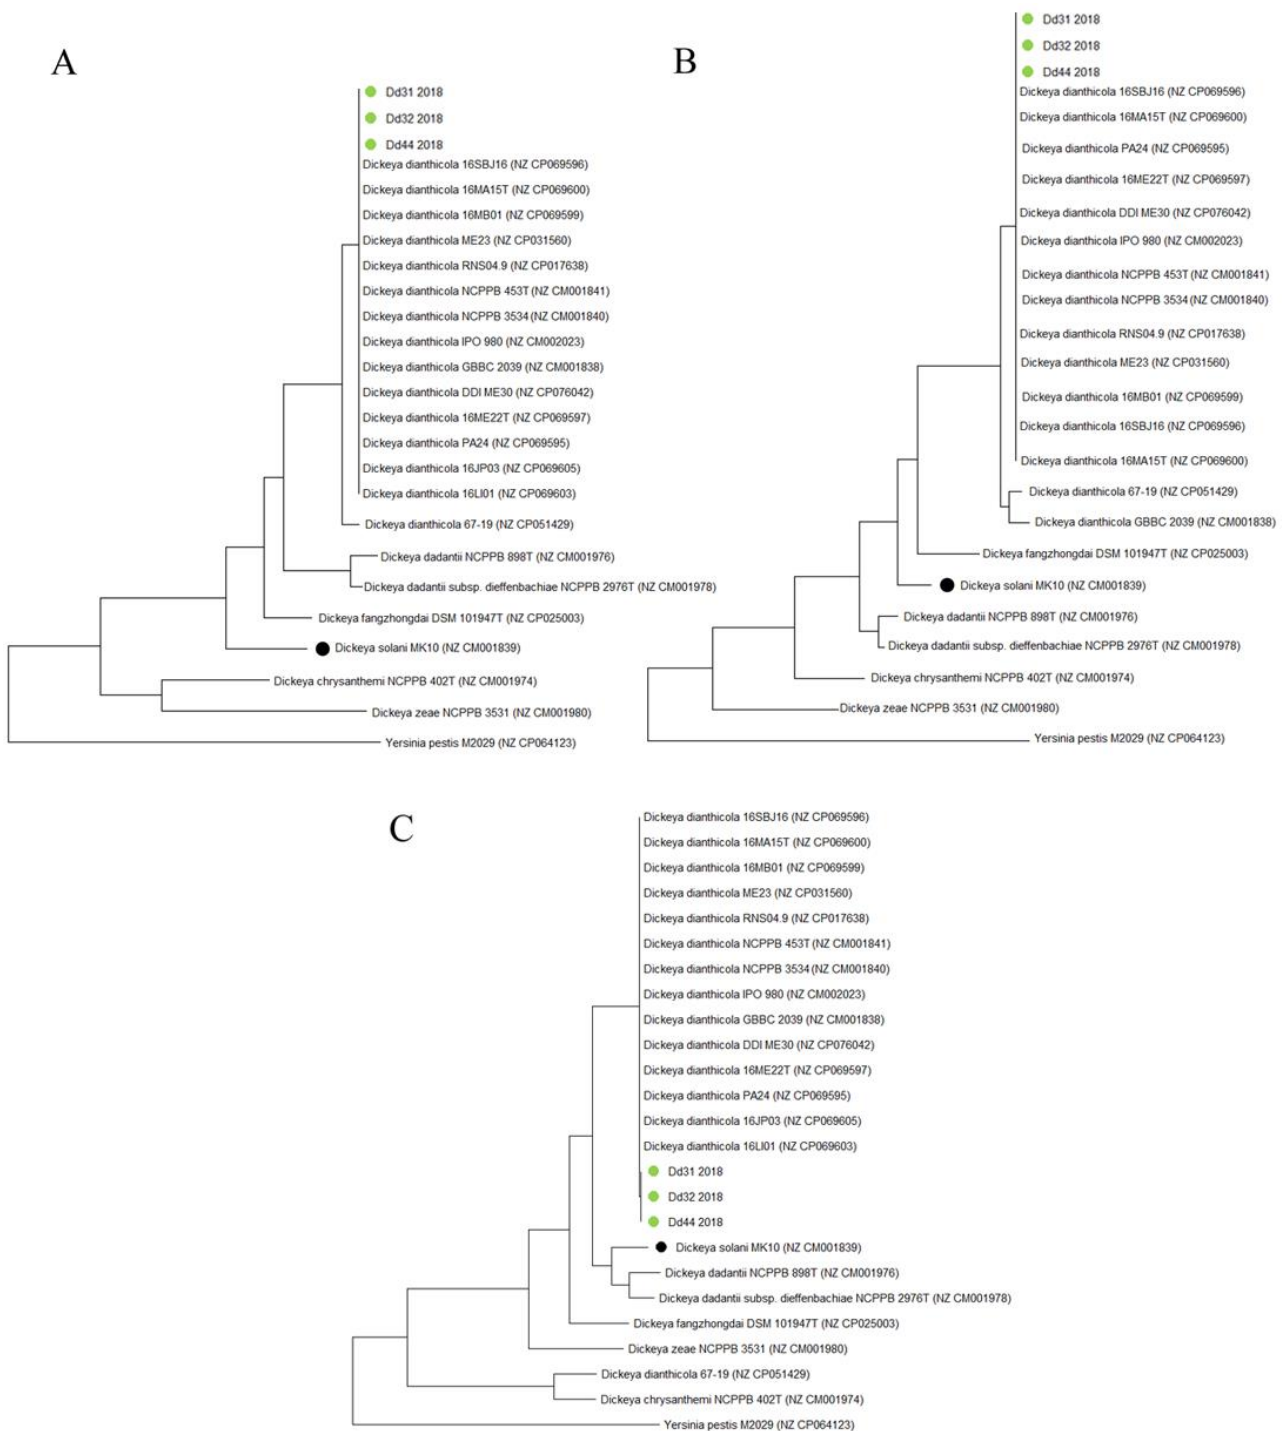 A
Dd31 2018
Dd32 2018
Dd44 2018
Dickeya dianthicola 16SBJ16 (NZ CP069596)
Dickeya dianthicola 16MA15T (NZ CP069600)
Dickeya dianthicola 16MB01 (NZ CP069599)
Dickeya dianthicola ME23 (NZ CP031560)
Dickeya dianthicola RNS04.9 (NZ CP017638)
Dickeya dianthicola NCPPB 453T (NZ CM001841)
Dickeya dianthicola NCPPB 3534 (NZ CM001840)
Dickeya dianthicola IPO 980 (NZ CM002023)
Dickeya dianthicola GBBC 2039 (NZ CM001838)
Dickeya dianthicola DDI ME30 (NZ CP076042)
Dickeya dianthicola 16ME22T (NZ CP069597)
Dickeya dianthicola PA24 (NZ CP069595)
Dickeya dianthicola 16JP03 (NZ CP069605)
Dickeya dianthicola 16LI01 (NZ CP069603)
Dickeya dianthicola 67-19 (NZ CP051429)
Dickeya dadantii NCPPB 898T (NZ CM001976)
Dickeya dadantii subsp. dieffenbachiae NCPPB 2976T (NZ CM001978)
Dickeya fangzhongdai DSM 101947T (NZ CP025003)
Dickeya solani MK10 (NZ CM001839)
Dickeya chrysanthemi NCPPB 402T (NZ CM001974)
Dickeya zeae NCPPB 3531 (NZ CM001980)
Yersinia pestis M2029 (NZ CP064123)
B
Dd31 2018
Dd32 2018
Dd44 2018
Dickeya dianthicola 16SBJ16 (NZ CP069596)
Dickeya dianthicola 16MA15T (NZ CP069600)
Dickeya dianthicola PA24 (NZ CP069595)
Dickeya dianthicola 16ME22T (NZ CP069597)
Dickeya dianthicola DDI ME30 (NZ CP076042)
Dickeya dianthicola IPO 980 (NZ CM002023)
Dickeya dianthicola NCPPB 453T (NZ CM001841)
Dickeya dianthicola NCPPB 3534 (NZ CM001840)
Dickeya dianthicola RNS04.9 (NZ CP017638)
Dickeya dianthicola ME23 (NZ CP031560)
Dickeya dianthicola 16MB01 (NZ CP069599)
Dickeya dianthicola 16SBJ16 (NZ CP069596)
Dickeya dianthicola 16MA15T (NZ CP069600)
Dickeya dianthicola 67-19 (NZ CP051429)
Dickeya dianthicola GBBC 2039 (NZ CM001838)
Dickeya fangzhongdai DSM 101947T (NZ CP025003)
Dickeya solani MK10 (NZ CM001839)
Dickeya dadantii NCPPB 898T (NZ CM001976)
Dickeya dadantii subsp. dieffenbachiae NCPPB 2976T (NZ CM001978)
Dickeya chrysanthemi NCPPB 402T (NZ CM001974)
Dickeya zeae NCPPB 3531 (NZ CM001980)
Yersinia pestis M2029 (NZ CP064123)
C
Dickeya dianthicola 16SBJ16 (NZ CP069596)
Dickeya dianthicola 16MA15T (NZ CP069600)
Dickeya dianthicola 16MB01 (NZ CP069599)
Dickeya dianthicola ME23 (NZ CP031560)
Dickeya dianthicola RNS04.9 (NZ CP017638)
Dickeya dianthicola NCPPB 453T (NZ CM001841)
Dickeya dianthicola NCPPB 3534 (NZ CM001840)
Dickeya dianthicola IPO 980 (NZ CM002023)
Dickeya dianthicola GBBC 2039 (NZ CM001838)
Dickeya dianthicola DDI ME30 (NZ CP076042)
Dickeya dianthicola 16ME22T (NZ CP069597)
Dickeya dianthicola PA24 (NZ CP069595)
Dickeya dianthicola 16JP03 (NZ CP069605)
Dickeya dianthicola 16LI01 (NZ CP069603)
Dd31 2018
Dd32 2018
Dd44 2018
Dickeya solani MK10 (NZ CM001839)
Dickeya dadantii NCPPB 898T (NZ CM001976)
Dickeya dadantii subsp. dieffenbachiae NCPPB 2976T (NZ CM001978)
Dickeya fangzhongdai DSM 101947T (NZ CP025003)
Dickeya zeae NCPPB 3531 (NZ CM001980)
Dickeya dianthicola 67-19 (NZ CP051429)
Dickeya chrysanthemi NCPPB 402T (NZ CM001974)
Yersinia pestis M2029 (NZ CP064123)